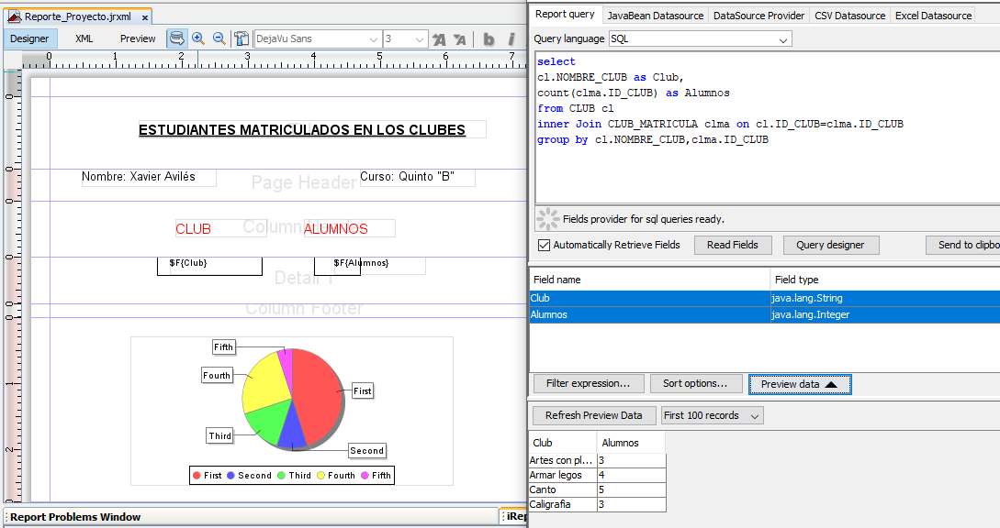 Reporte_Proyecto.jrxml
Designer XML Preview DejaVu Sans 3 b i
0 1 2 3 4 5 6 7
ESTUDIANTES MATRICULADOS EN LOS CLUBES
Nombre: Xavier Avilés Page Header Curso: Quinto "B"
CLUB ALUMNOS
$F{Club} $F{Alumnos}
Detail 1
Column Footer
Fifth
Fourth
First
Third
Second
First Second Third Fourth Fifth
Report Problems Window
Report query JavaBean Datasource DataSource Provider CSV Datasource Excel Datasource
Query language SQL
select
cl.NOMBRE_CLUB as Club,
count(clma.ID_CLUB) as Alumnos
from CLUB cl
inner Join CLUB_MATRICULA clma on cl.ID_CLUB=clma.ID_CLUB
group by cl.NOMBRE_CLUB,clma.ID_CLUB
Fields provider for sql queries ready.
Automatically Retrieve Fields Read Fields Query designer Send to clipbo
Field name Field type
Club java.lang.String
Alumnos java.lang.Integer
Filter expression... Sort options... Preview data
Refresh Preview Data First 100 records
Club Alumnos
Artes con pl... 3
Armar legos 4
Canto 5
Caligrafia 3